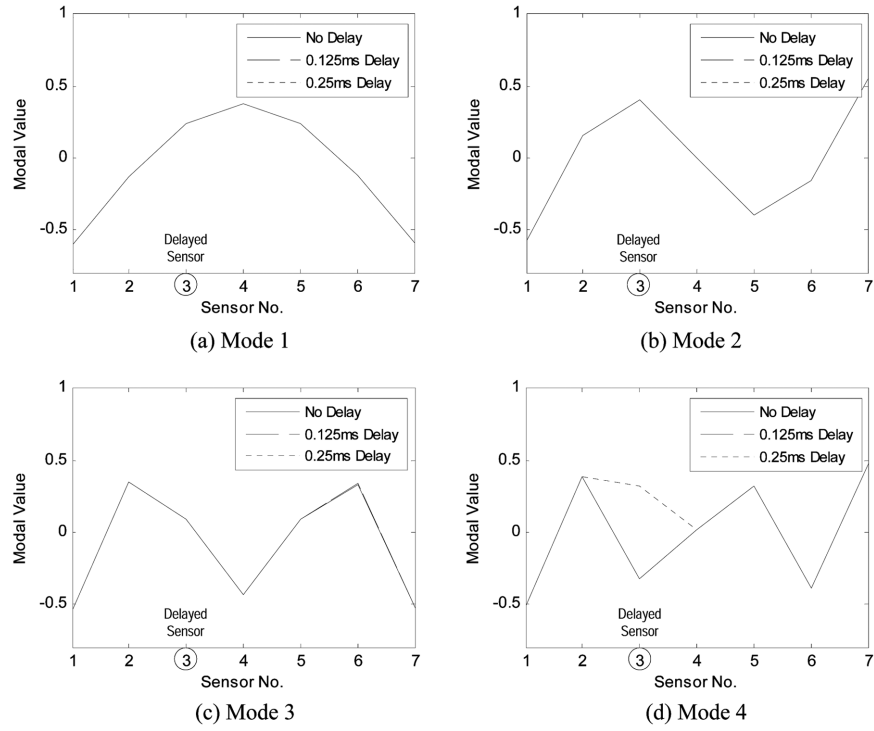 1
0.5
0
-0.5
Modal Value
No Delay
0.125ms Delay
0.25ms Delay
Delayed
Sensor
1 2 3 4 5 6 7
Sensor No.
(a) Mode 1
1
0.5
0
-0.5
Modal Value
No Delay
0.125ms Delay
0.25ms Delay
Delayed
Sensor
1 2 3 4 5 6 7
Sensor No.
(b) Mode 2
1
0.5
0
-0.5
Modal Value
No Delay
0.125ms Delay
0.25ms Delay
Delayed
Sensor
1 2 3 4 5 6 7
Sensor No.
(c) Mode 3
1
0.5
0
-0.5
Modal Value
No Delay
0.125ms Delay
0.25ms Delay
Delayed
Sensor
1 2 3 4 5 6 7
Sensor No.
(d) Mode 4